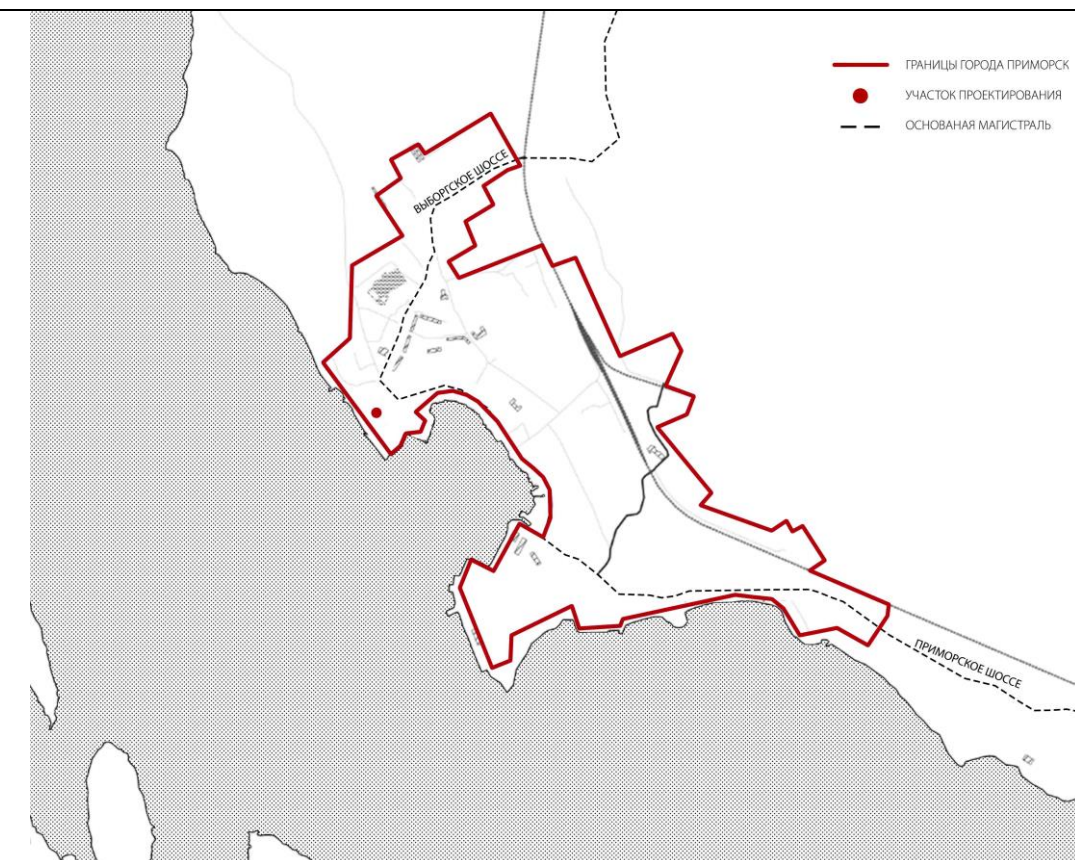 ГРАНИЦЫ ГОРОДА ПРИМОРСК
УЧАСТОК ПРОЕКТИРОВАНИЯ
ОСНОВАНАЯ МАГИСТРАЛЬ
ВЫБОРГСКОЕ ШОССЕ
ПРИМОРСКОЕ ШОССЕ